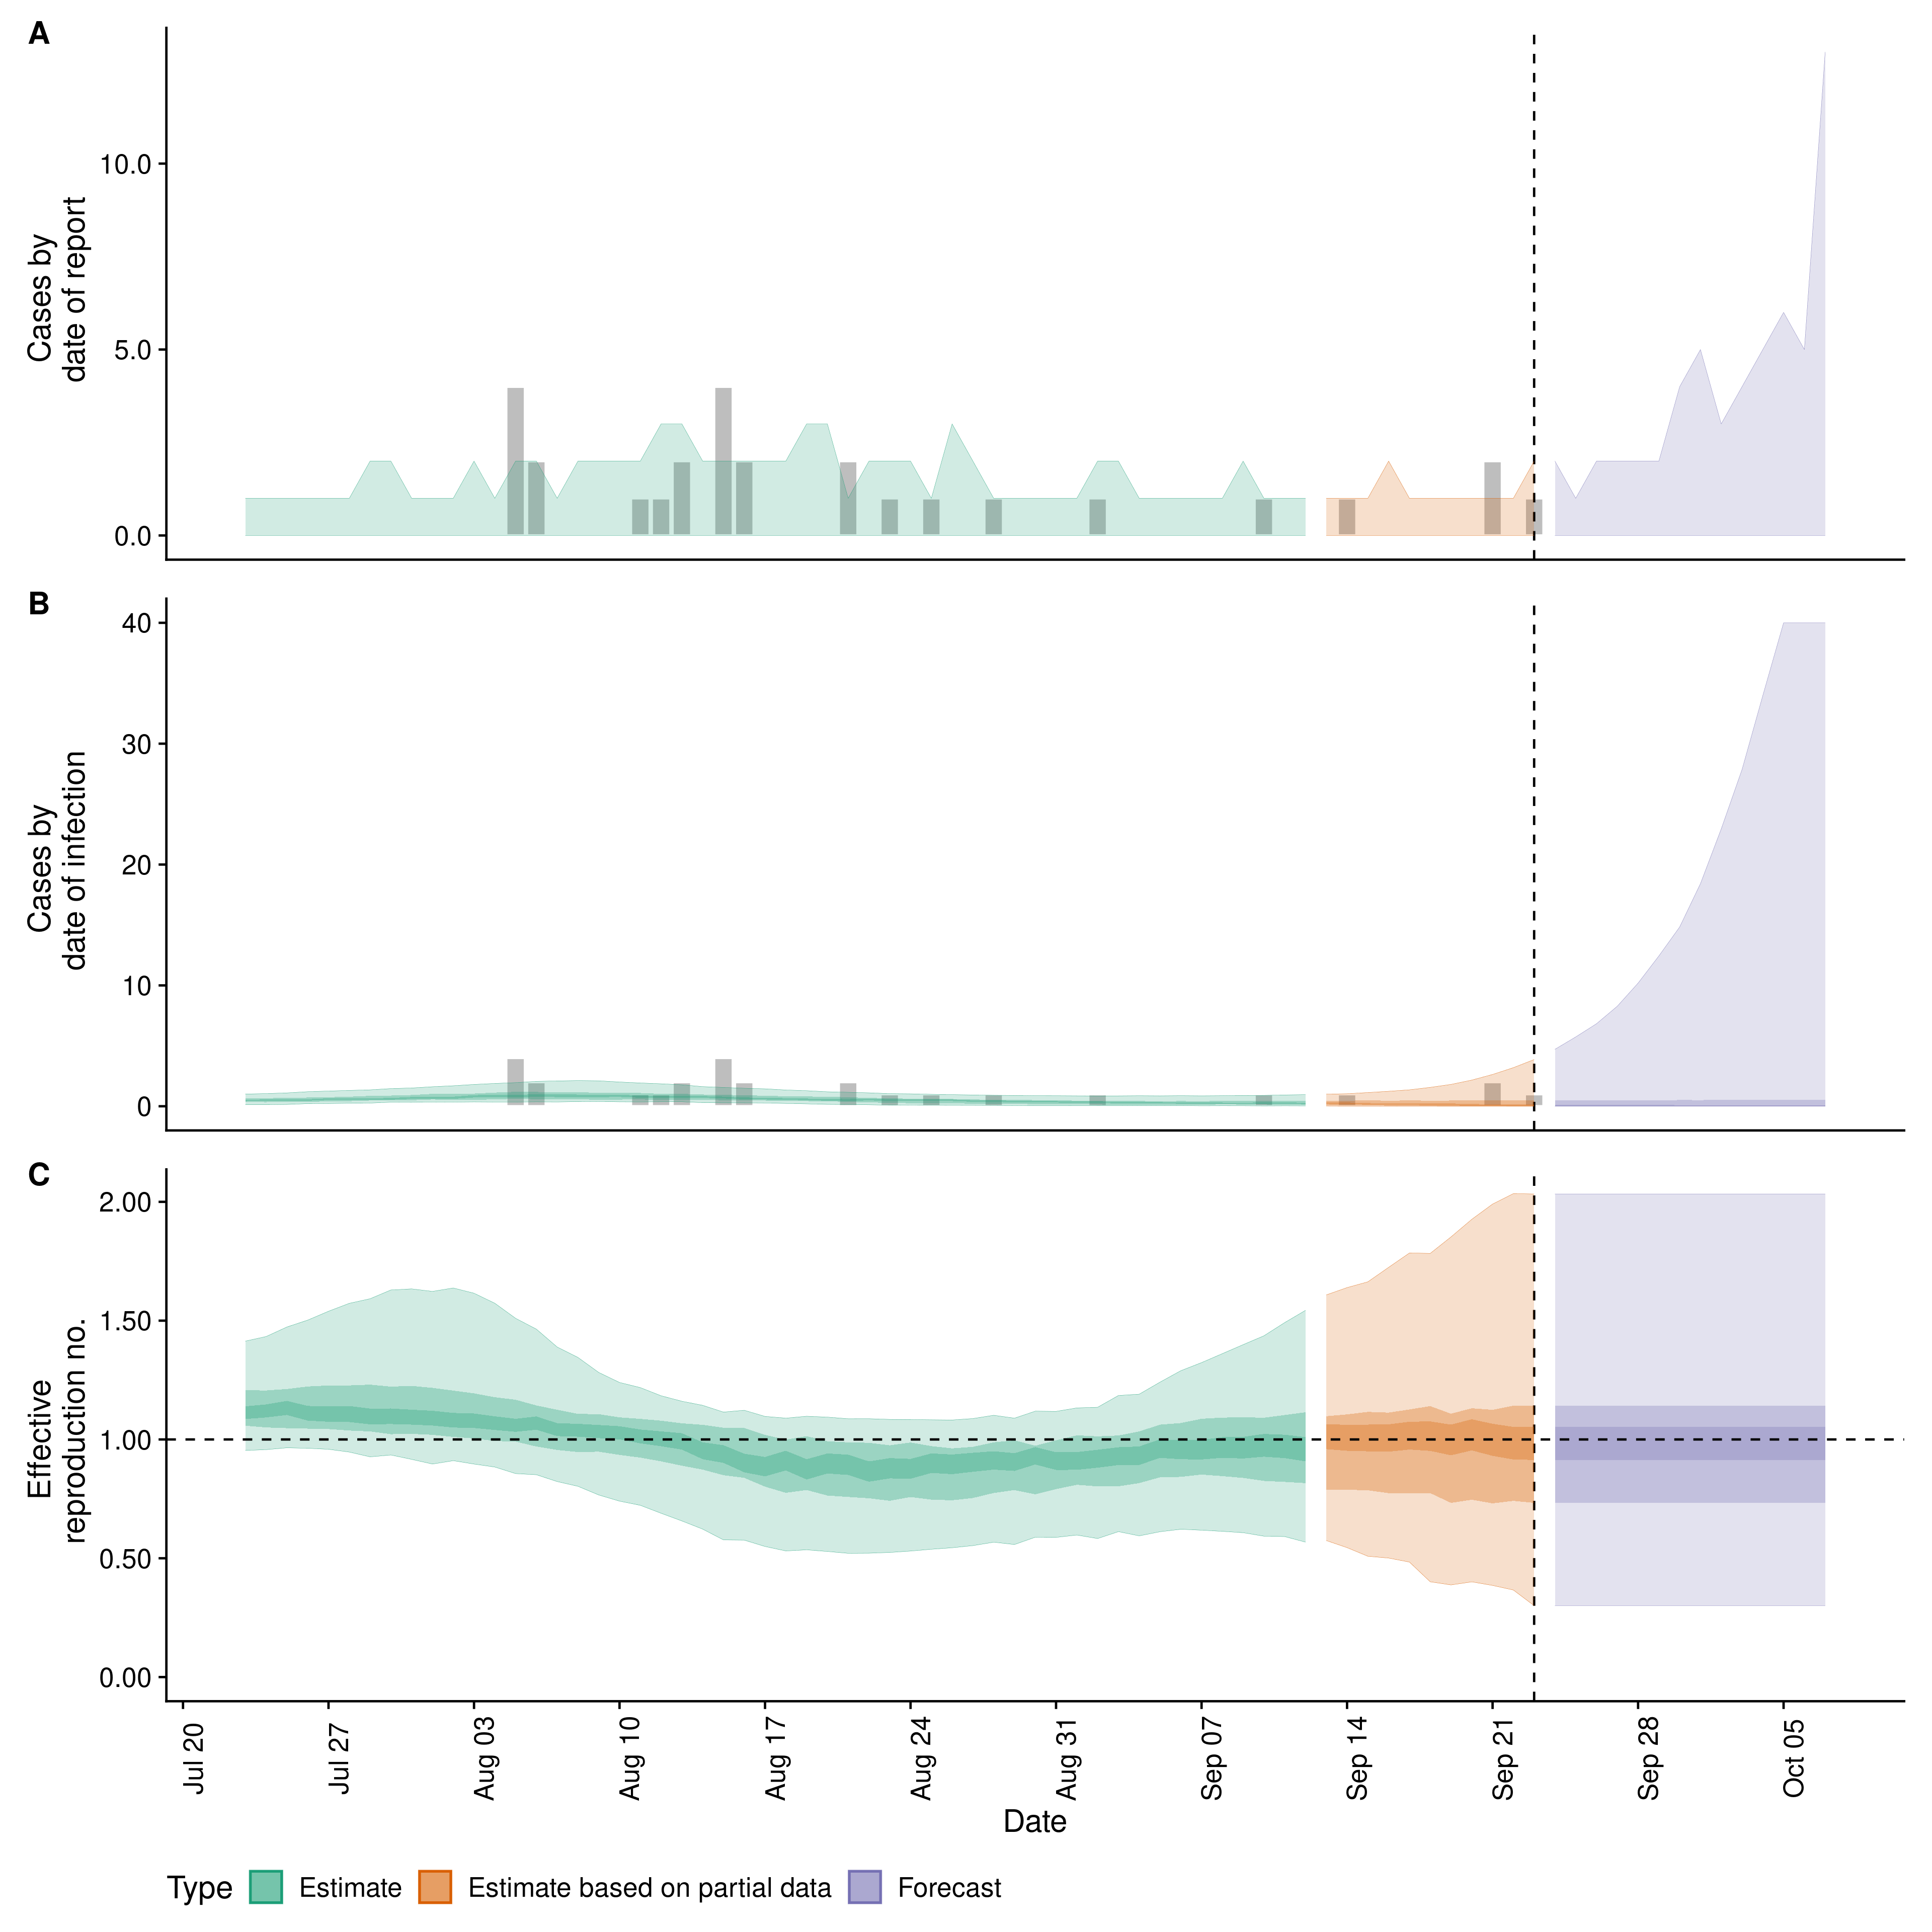 A
Cases by
date of report
10.0
5.0
0.0
B
Cases by
date of infection
40
30
20
10
0
C
Effective
reproduction no.
2.00
1.50
1.00
0.50
0.00
Jul 20
Jul 27
Aug 03
Aug 10
Aug 17
Aug 24
Aug 31
Sep 07
Sep 14
Sep 21
Sep 28
Oct 05
Date
Type Estimate Estimate based on partial data Forecast